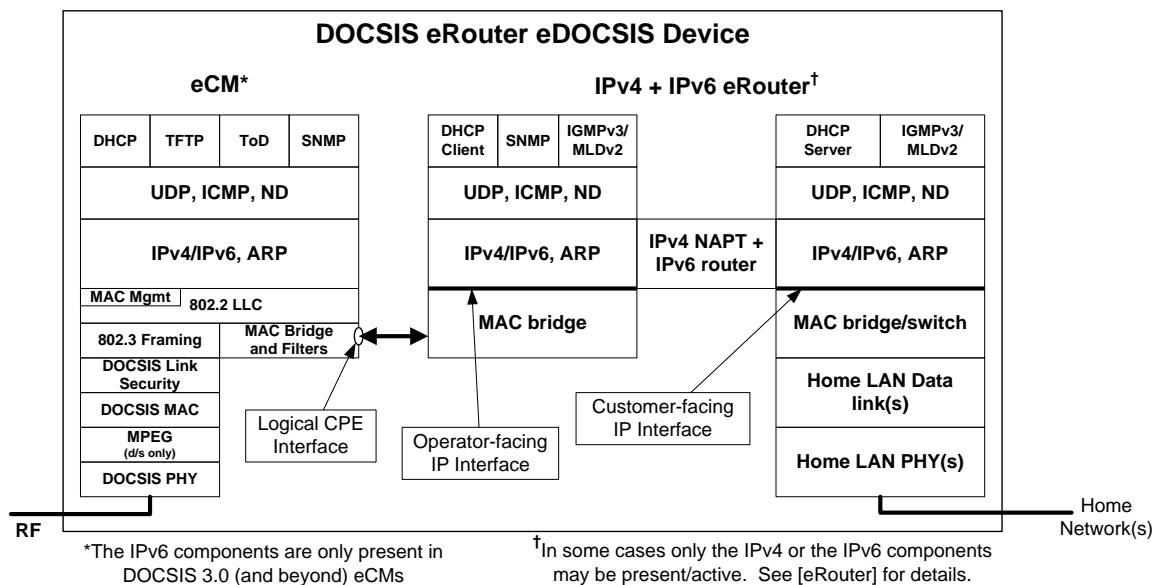 DOCSIS eRouter eDOCSIS Device
eCM*
IPv4 + IPv6 eRouter†
DHCP
TFTP
ToD
SNMP
DHCP
Client
SNMP
IGMPv3/
MLDv2
DHCP
Server
IGMPv3/
MLDv2
UDP, ICMP, ND
UDP, ICMP, ND
UDP, ICMP, ND
IPv4/IPv6, ARP
IPv4/IPv6, ARP
IPv4 NAPT +
IPv6 router
IPv4/IPv6, ARP
MAC Mgmt
802.2 LLC
802.3 Framing
MAC Bridge
and Filters
MAC bridge
MAC bridge/switch
DOCSIS Link
Security
DOCSIS MAC
MPEG
(d/s only)
DOCSIS PHY
Logical CPE
Interface
Operator-facing
IP Interface
Customer-facing
IP Interface
Home LAN Data
link(s)
Home LAN PHY(s)
RF
Home
Network(s)
*The IPv6 components are only present in
DOCSIS 3.0 (and beyond) eCMs
†In some cases only the IPv4 or the IPv6 components
may be present/active. See [eRouter] for details.